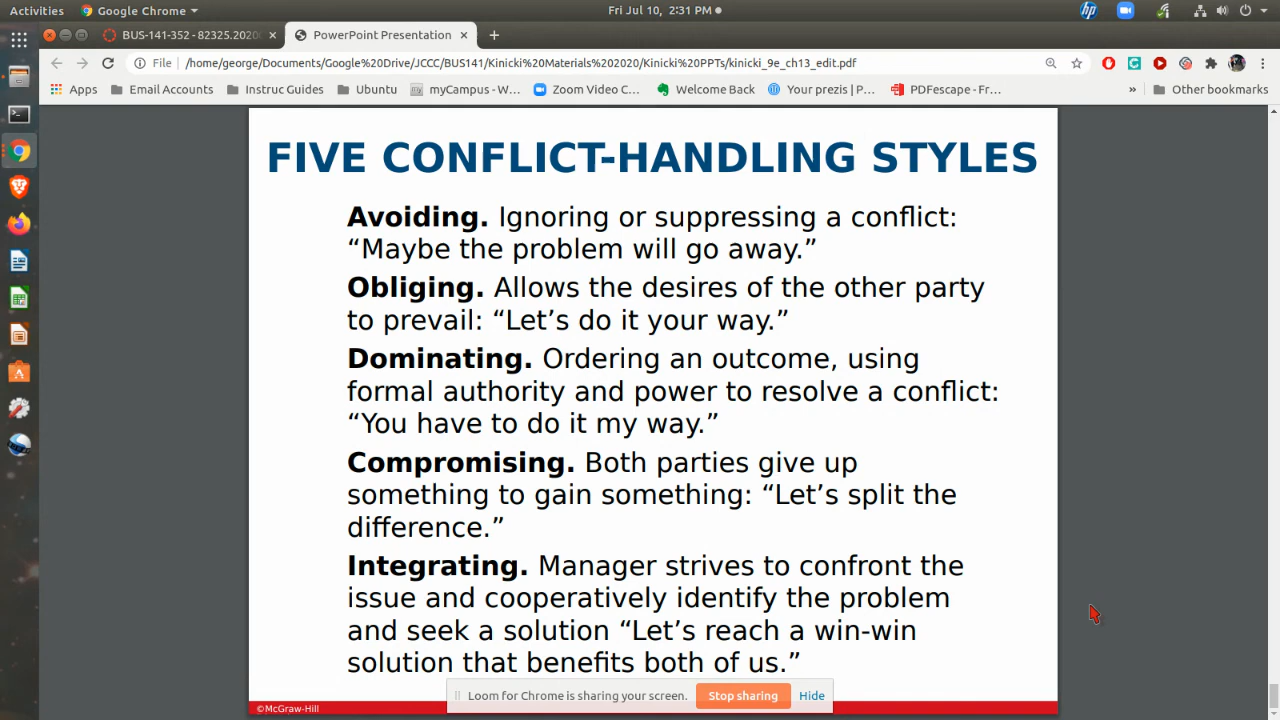 Activities
Google Chrome
Fri Jul 10, 2:31 PM
BUS-141-352 - 82325.202
PowerPoint Presentation
File
/home/george/Documents/Google%20Drive/JCCC/BUS141/Kinicki%20Materials%202020/Kinicki%20PPTs/kinicki_9e_ch13_edit.pdf
Apps
Email Accounts
Instruc Guides
Ubuntu
myCampus - W...
Zoom Video C...
Welcome Back
Your prezis | P...
PDFescape - Fr...
»
Other bookmarks
FIVE CONFLICT-HANDLING STYLES
Avoiding. Ignoring or suppressing a conflict:
“Maybe the problem will go away.”
Obliging. Allows the desires of the other party
to prevail: “Let’s do it your way.”
Dominating. Ordering an outcome, using
formal authority and power to resolve a conflict:
“You have to do it my way.”
Compromising. Both parties give up
something to gain something: “Let’s split the
difference.”
Integrating. Manager strives to confront the
issue and cooperatively identify the problem
and seek a solution “Let’s reach a win-win
solution that benefits both of us.”
Loom for Chrome is sharing your screen.
Stop sharing
Hide
©McGraw-Hill